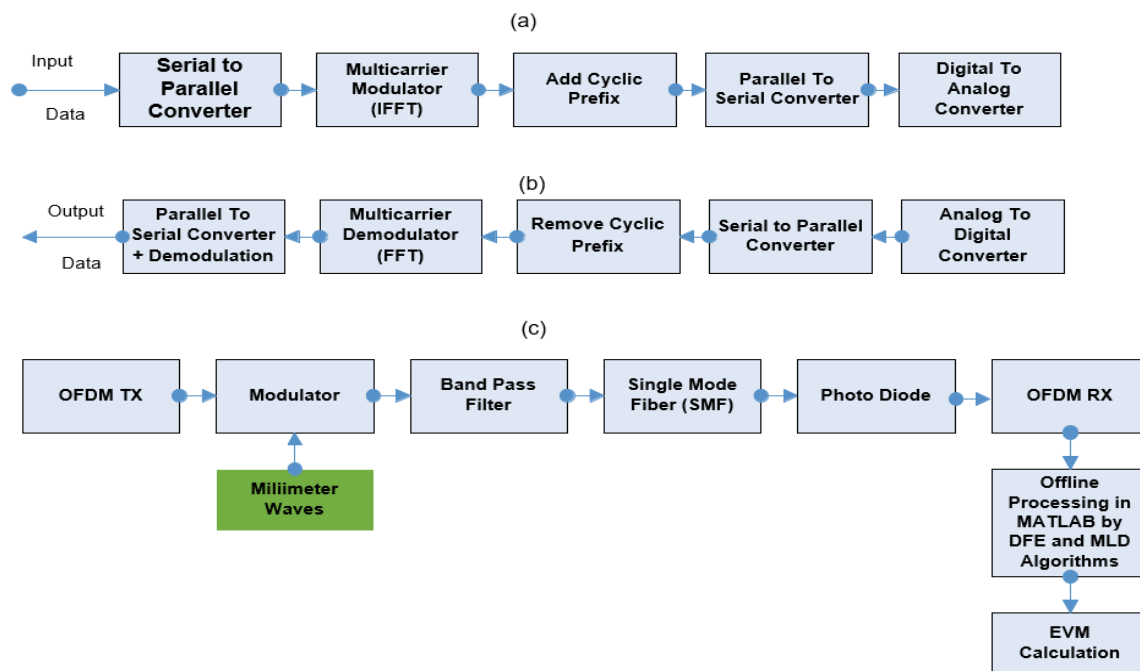 (a)
Input
Data
Serial to
Parallel
Converter
Multicarrier
Modulator
(IFFT)
Add Cyclic
Prefix
Parallel To
Serial Converter
Digital To
Analog
Converter
(b)
Output
Data
Parallel To
Serial Converter
+ Demodulation
Multicarrier
Demodulator
(FFT)
Remove Cyclic
Prefix
Serial to Parallel
Converter
Analog To
Digital
Converter
(c)
OFDM TX
Modulator
Band Pass
Filter
Single Mode
Fiber (SMF)
Photo Diode
OFDM RX
Miliimeter
Waves
Offline
Processing in
MATLAB by
DFE and MLD
Algorithms
EVM
Calculation